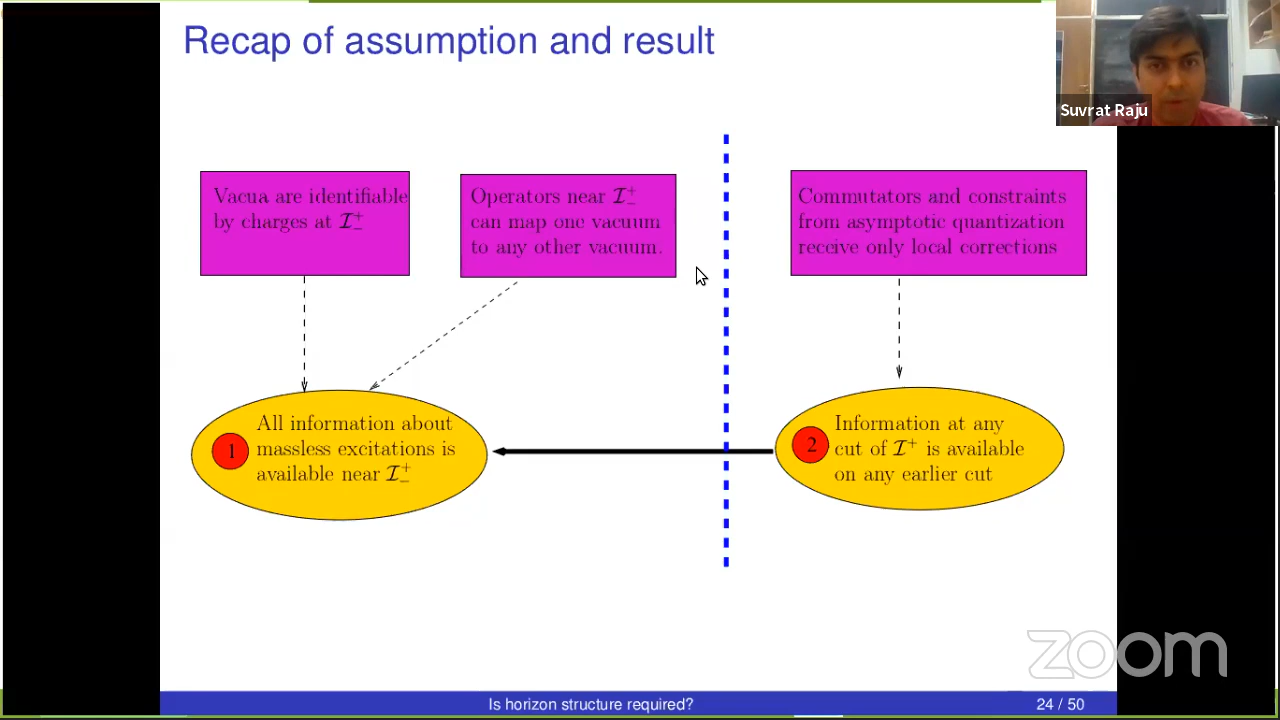 Recap of assumption and result
Suvrat Raju
Vacua are identifiable
by charges at 𝓘⁺₋
Operators near 𝓘⁺₋
can map one vacuum
to any other vacuum.
Commutators and constraints
from asymptotic quantization
receive only local corrections
1
All information about
massless excitations is
available near 𝓘⁺₋
2
Information at any
cut of 𝓘⁺ is available
on any earlier cut
zoom
Is horizon structure required?
24 / 50